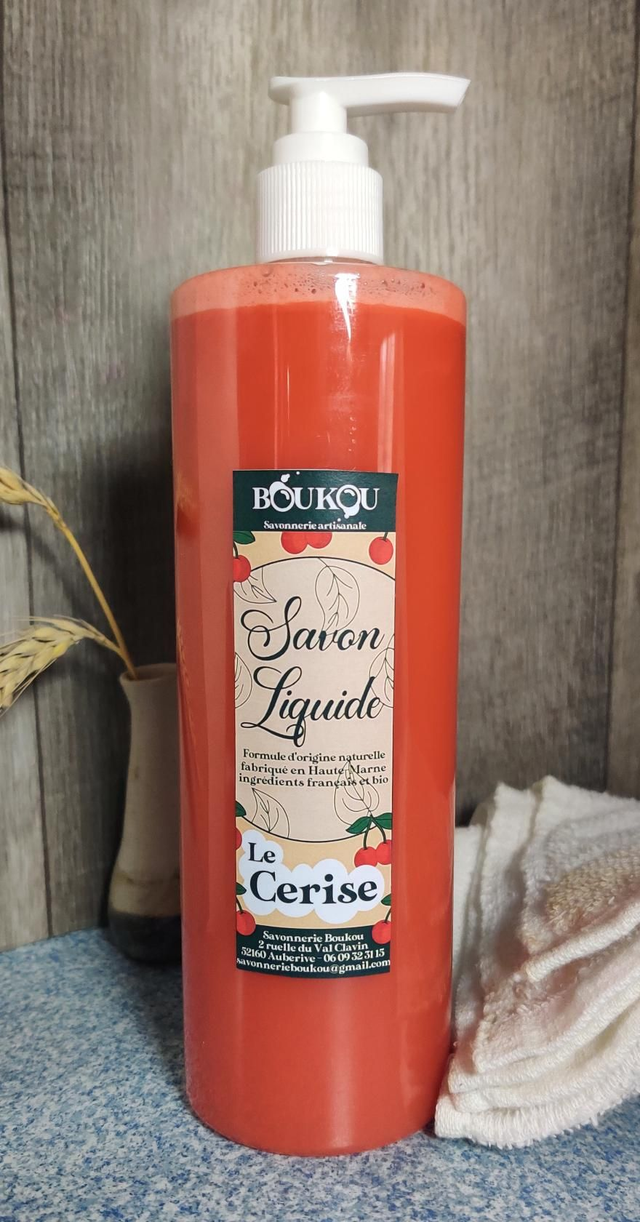 BOUKOU
Savonnerie artisanale
Savon
Liquide
Formule d'origine naturelle
fabriqué en Haute Marne
ingrédients français et bio
Le
Cerise
Savonnerie Boukou
2 ruelle du Val Clavin
52160 Auberive - 06 09 32 31 15
savonnerieboukou@gmail.com